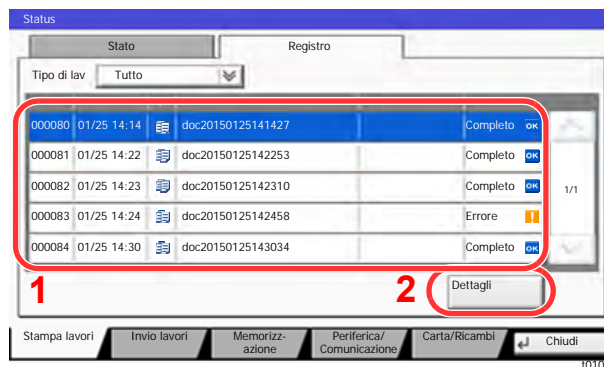 Status
Stato Registro
Tipo di lav Tutto
000080 01/25 14:14 doc20150125141427 Completo OK
000081 01/25 14:22 doc20150125142253 Completo OK
000082 01/25 14:23 doc20150125142310 Completo OK
000083 01/25 14:24 doc20150125142458 Errore !
000084 01/25 14:30 doc20150125143034 Completo OK
1/1
1 2 Dettagli
Stampa lavori Invio lavori Memorizz-
azione Periferica/
Comunicazione Carta/Ricambi Chiudi